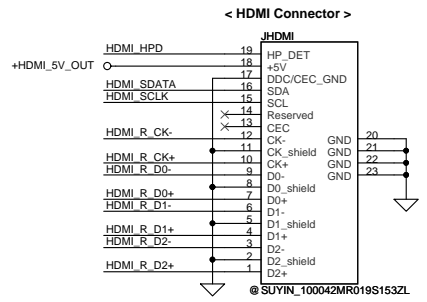 < HDMI Connector >
JHDMI
HDMI_HPD 19 HP_DET
+HDMI_5V_OUT 18 +5V
17 DDC/CEC_GND
HDMI_SDATA 16 SDA
HDMI_SCLK 15 SCL
14 Reserved
13 CEC
HDMI_R_CK- 12 CK- GND 20
11 CK_shield GND 21
HDMI_R_CK+ 10 CK+ GND 22
HDMI_R_D0- 9 D0- GND 23
8 D0_shield
HDMI_R_D0+ 7 D0+
HDMI_R_D1- 6 D1-
5 D1_shield
HDMI_R_D1+ 4 D1+
HDMI_R_D2- 3 D2-
2 D2_shield
HDMI_R_D2+ 1 D2+
@ SUYIN_100042MR019S153ZL